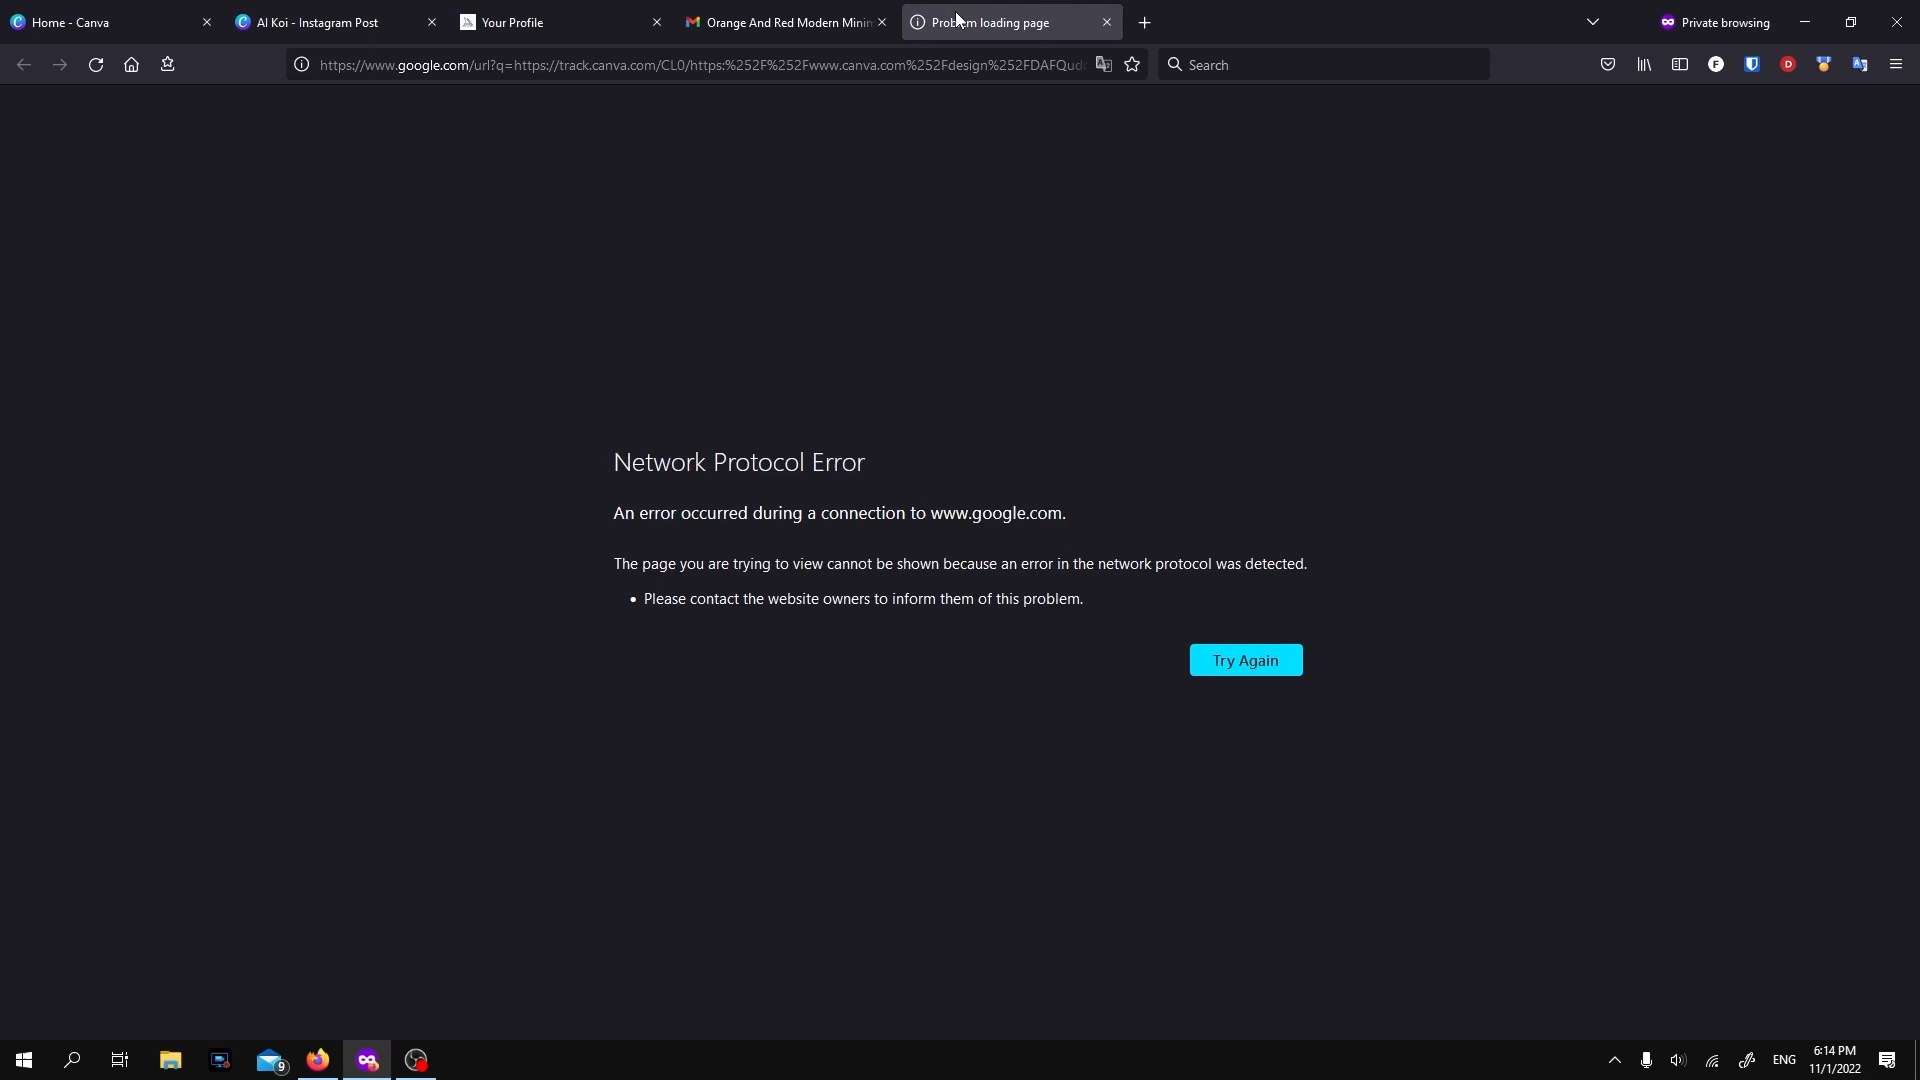 Home - Canva
AI Koi - Instagram Post
Your Profile
Orange And Red Modern Minim
Problem loading page
Private browsing
https://www.google.com/url?q=https://track.canva.com/CL0/https:%252F%252Fwww.canva.com%252Fdesign%252FDAFQud
Search
Network Protocol Error
An error occurred during a connection to www.google.com.
The page you are trying to view cannot be shown because an error in the network protocol was detected.
• Please contact the website owners to inform them of this problem.
Try Again
9
ENG
6:14 PM
11/1/2022